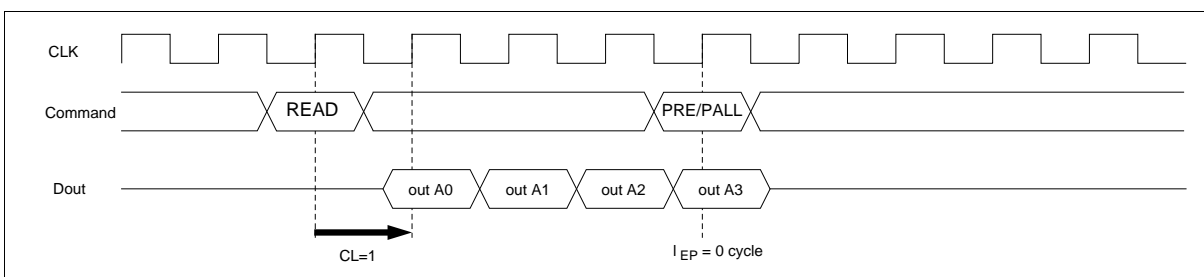 CLK
Command READ PRE/PALL
Dout out A0 out A1 out A2 out A3
CL=1 l EP = 0 cycle